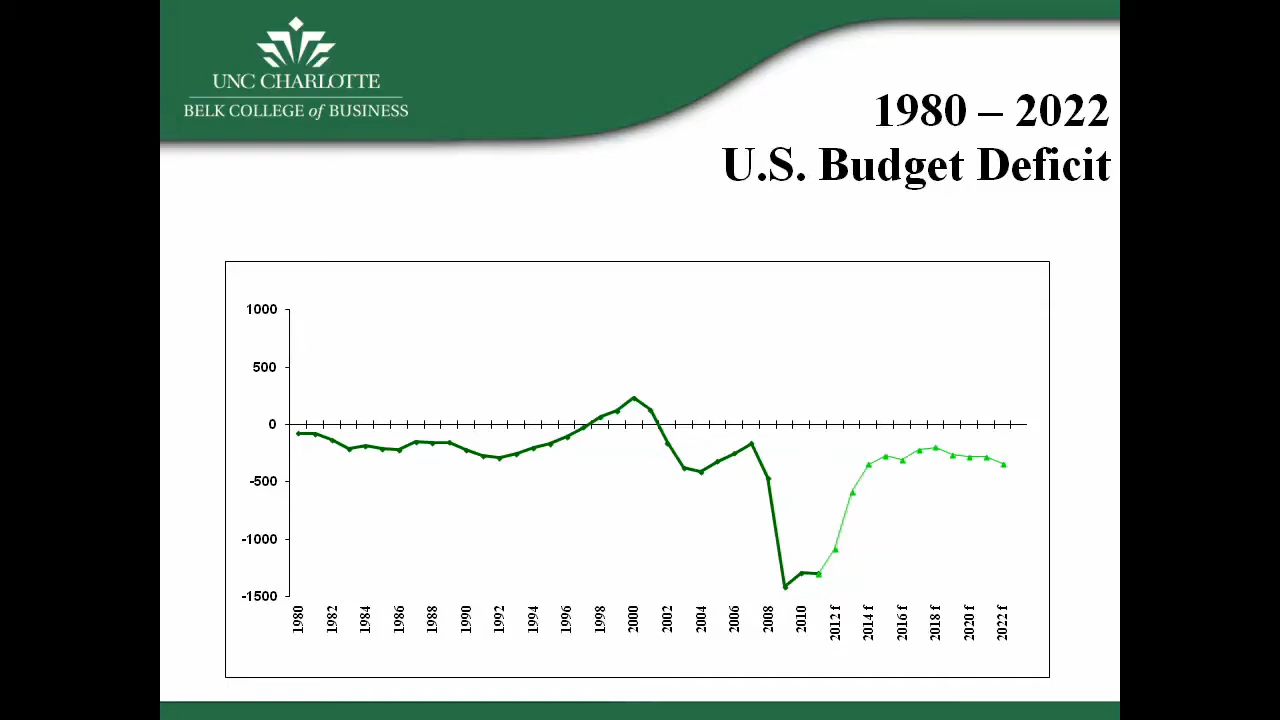 UNC CHARLOTTE
BELK COLLEGE of BUSINESS
1980 – 2022
U.S. Budget Deficit
1000
500
0
-500
-1000
-1500
1980
1982
1984
1986
1988
1990
1992
1994
1996
1998
2000
2002
2004
2006
2008
2010
2012 f
2014 f
2016 f
2018 f
2020 f
2022 f